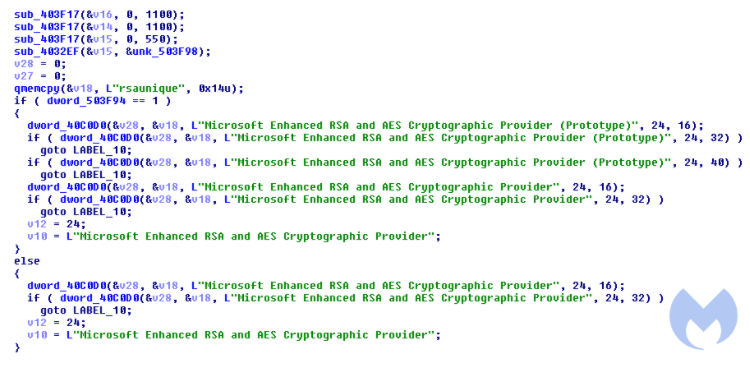 sub_403F17(&v16, 0, 1100);
sub_403F17(&v14, 0, 1100);
sub_403F17(&v15, 0, 550);
sub_4032EF(&v15, &unk_503F98);
v28 = 0;
v27 = 0;
qmemcpy(&v18, L"rsaunique", 0x14u);
if ( dword_503F94 == 1 )
{
dword_40C0D0(&v28, &v18, L"Microsoft Enhanced RSA and AES Cryptographic Provider (Prototype)", 24, 16);
if ( dword_40C0D0(&v28, &v18, L"Microsoft Enhanced RSA and AES Cryptographic Provider (Prototype)", 24, 32) )
goto LABEL_10;
if ( dword_40C0D0(&v28, &v18, L"Microsoft Enhanced RSA and AES Cryptographic Provider (Prototype)", 24, 40) )
goto LABEL_10;
dword_40C0D0(&v28, &v18, L"Microsoft Enhanced RSA and AES Cryptographic Provider", 24, 16);
if ( dword_40C0D0(&v28, &v18, L"Microsoft Enhanced RSA and AES Cryptographic Provider", 24, 32) )
goto LABEL_10;
v12 = 24;
v10 = L"Microsoft Enhanced RSA and AES Cryptographic Provider";
}
else
{
dword_40C0D0(&v28, &v18, L"Microsoft Enhanced RSA and AES Cryptographic Provider", 24, 16);
if ( dword_40C0D0(&v28, &v18, L"Microsoft Enhanced RSA and AES Cryptographic Provider", 24, 32) )
goto LABEL_10;
v12 = 24;
v10 = L"Microsoft Enhanced RSA and AES Cryptographic Provider";
}